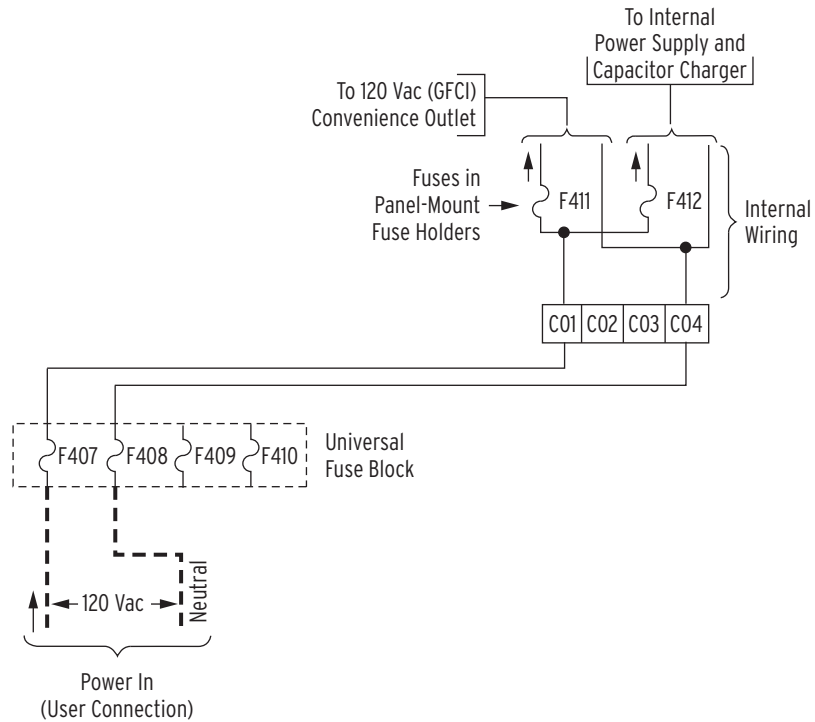 To Internal
Power Supply and
Capacitor Charger
To 120 Vac (GFCI)
Convenience Outlet
Fuses in
Panel-Mount
Fuse Holders
F411
F412
Internal
Wiring
C01 C02 C03 C04
F407 F408 F409 F410
Universal
Fuse Block
120 Vac
Neutral
Power In
(User Connection)